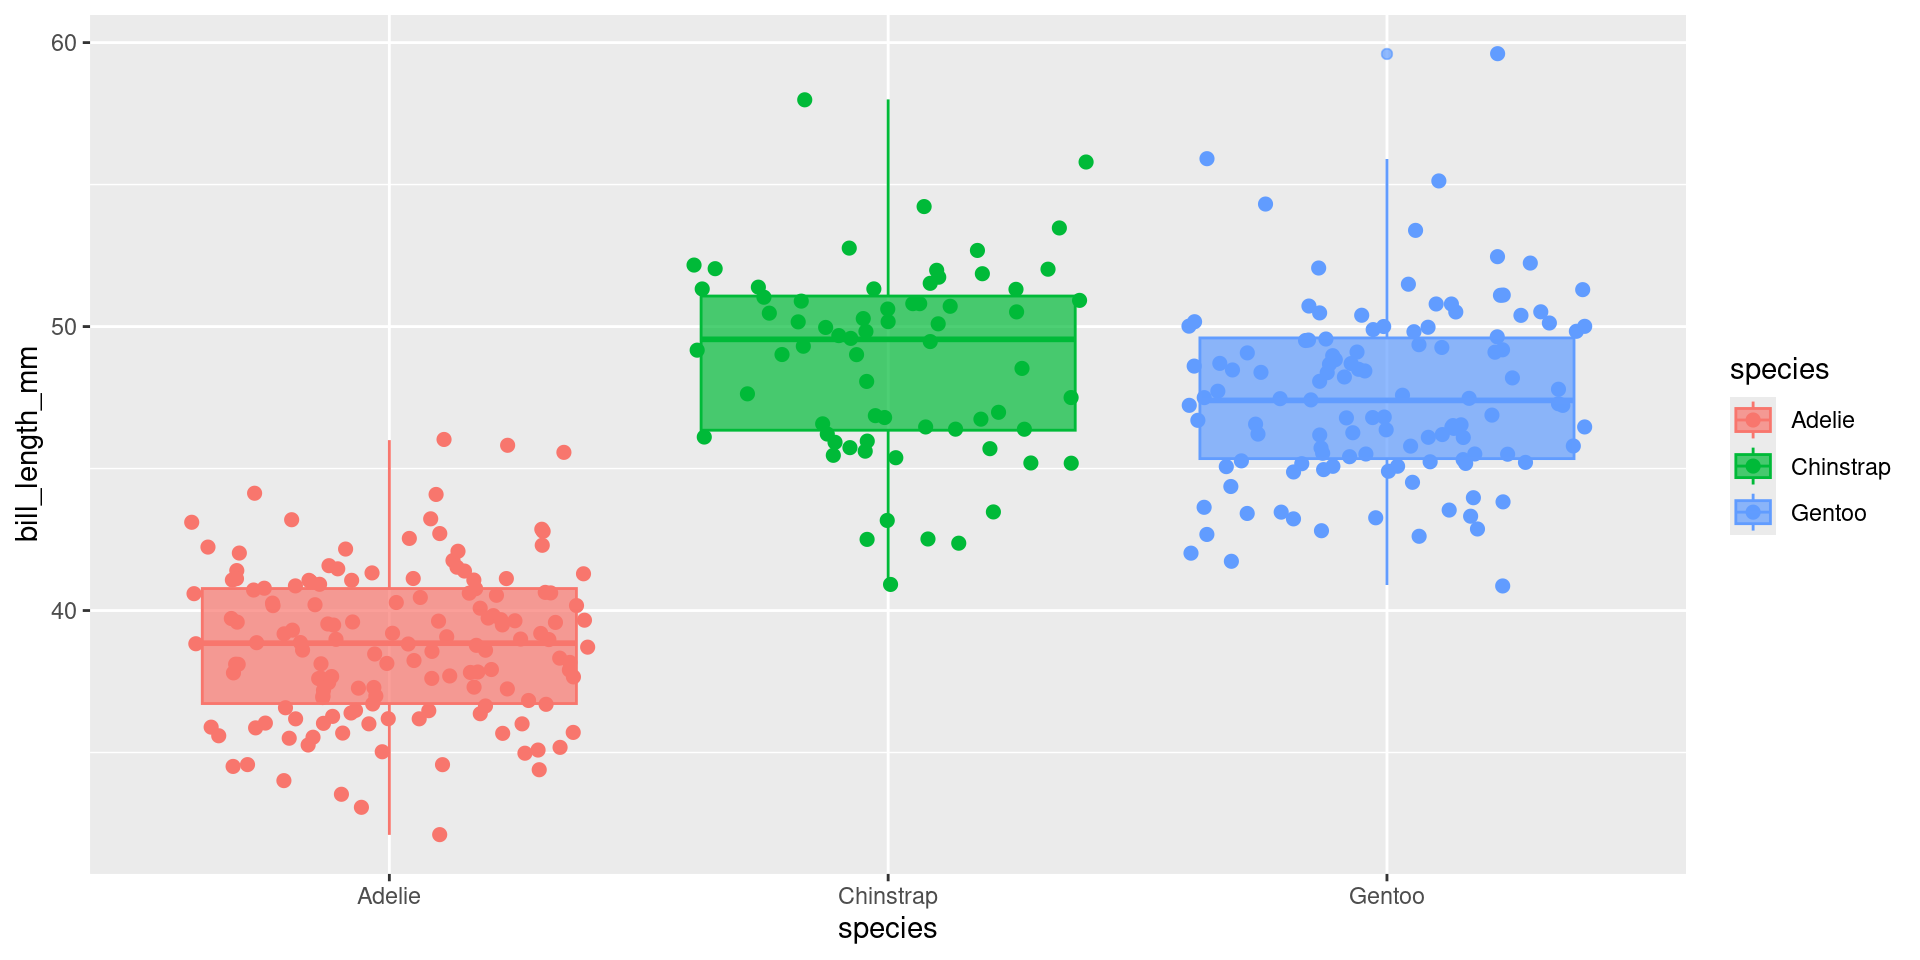 bill_length_mm
60
50
40
Adelie
Chinstrap
Gentoo
species
species
Adelie
Chinstrap
Gentoo